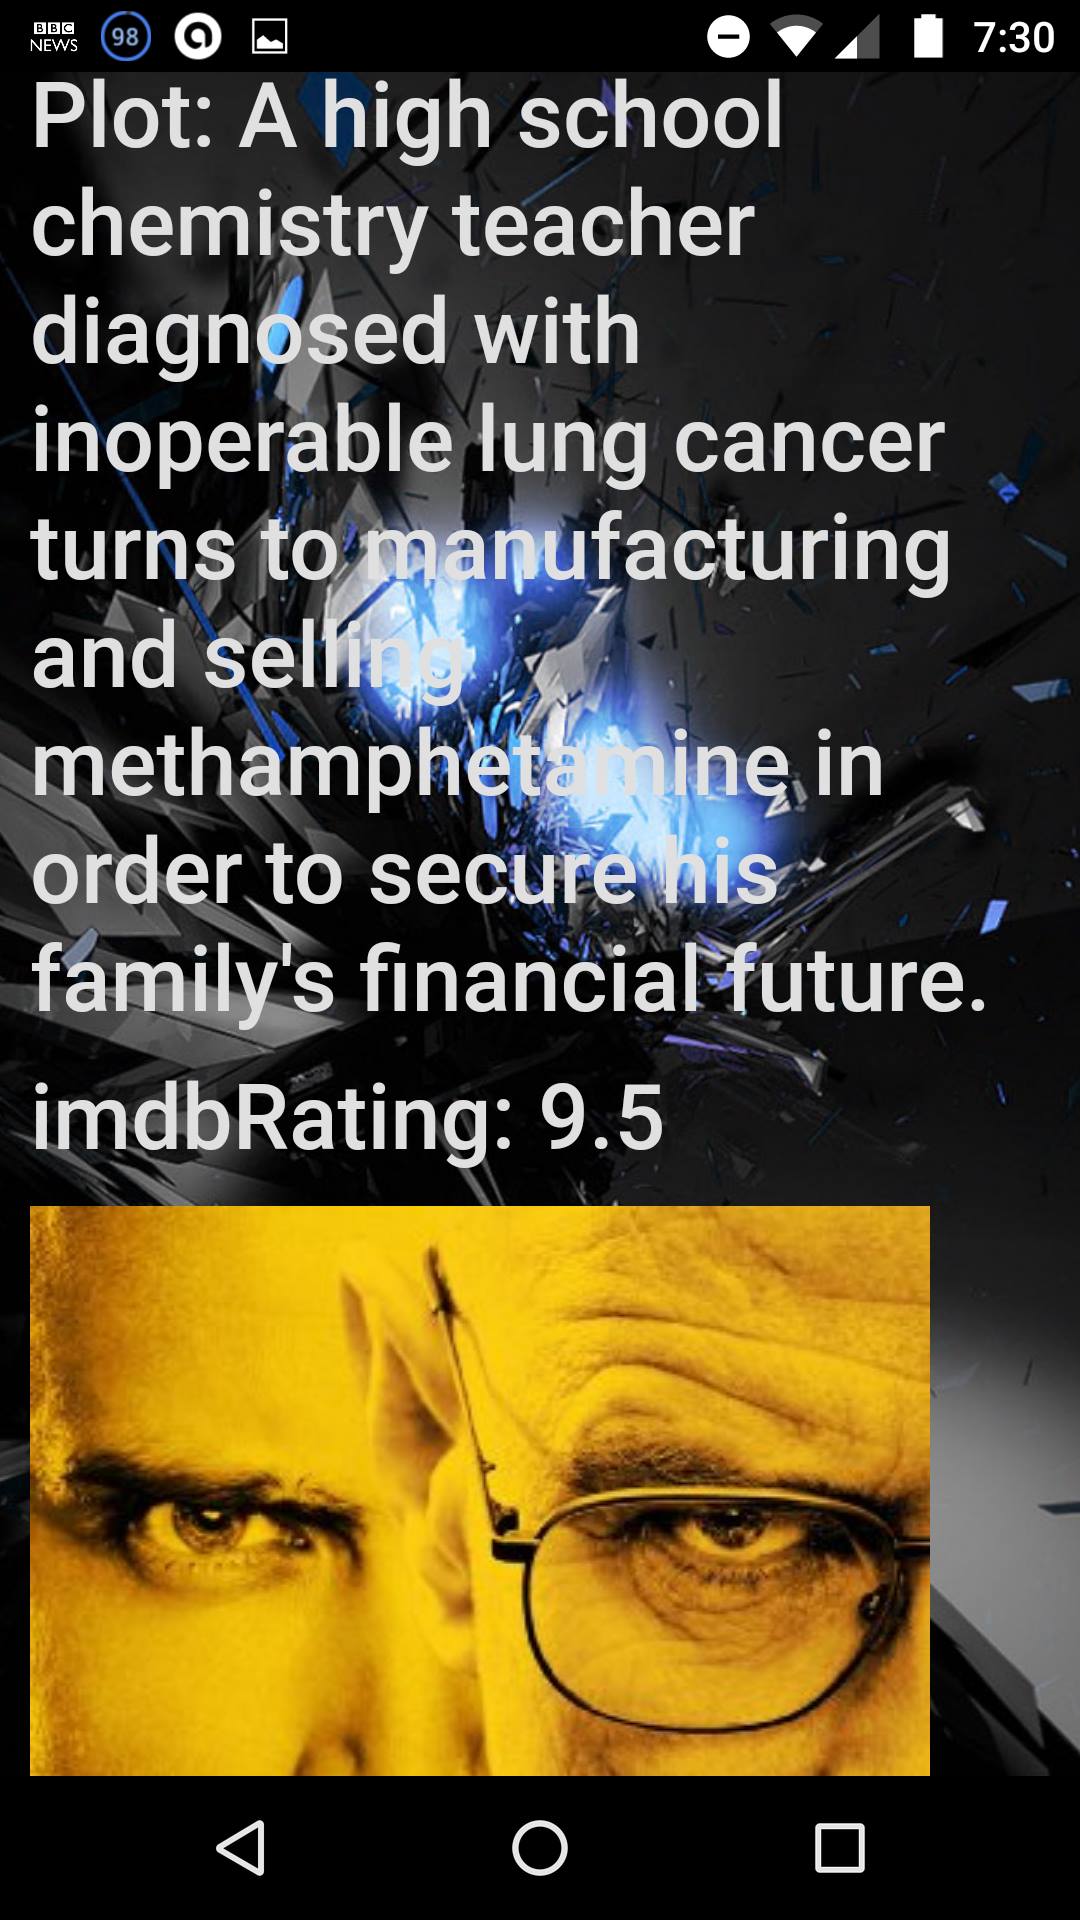 BBC
NEWS
98
7:30
Plot: A high school
chemistry teacher
diagnosed with
inoperable lung cancer
turns to manufacturing
and selling
methamphetamine in
order to secure his
family's financial future.
imdbRating: 9.5